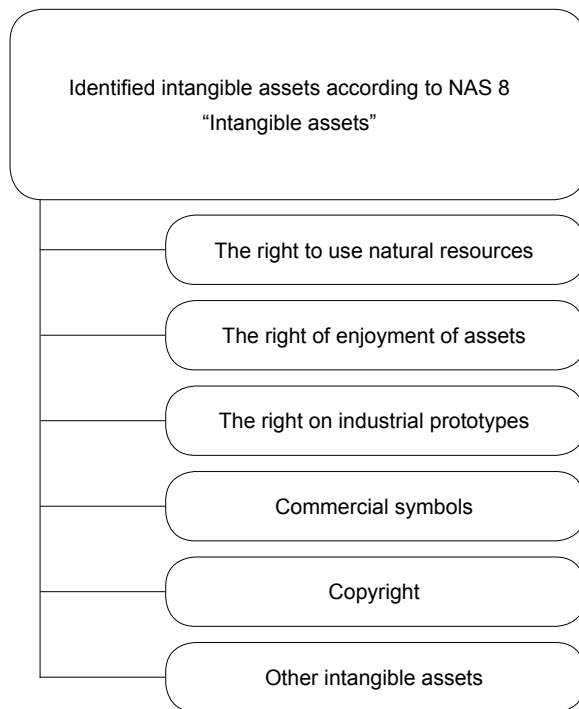 Identified intangible assets according to NAS 8
“Intangible assets”
The right to use natural resources
The right of enjoyment of assets
The right on industrial prototypes
Commercial symbols
Copyright
Other intangible assets